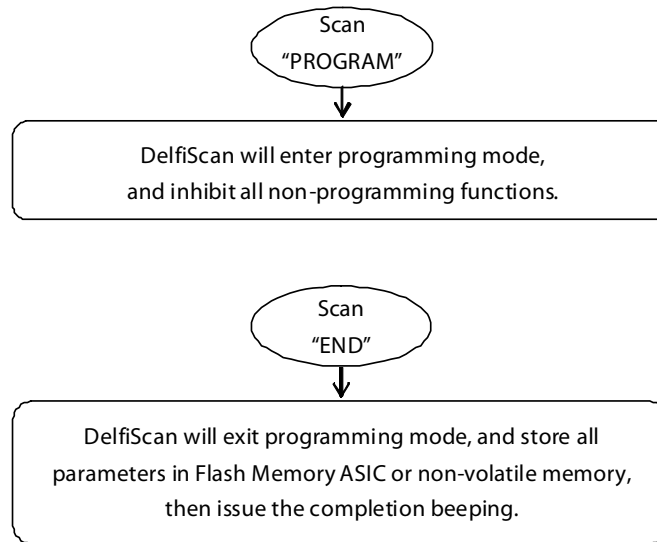 Scan
“PROGRAM”
DelfiScan will enter programming mode,
and inhibit all non-programming functions.
Scan
“END”
DelfiScan will exit programming mode, and store all
parameters in Flash Memory ASIC or non-volatile memory,
then issue the completion beeping.